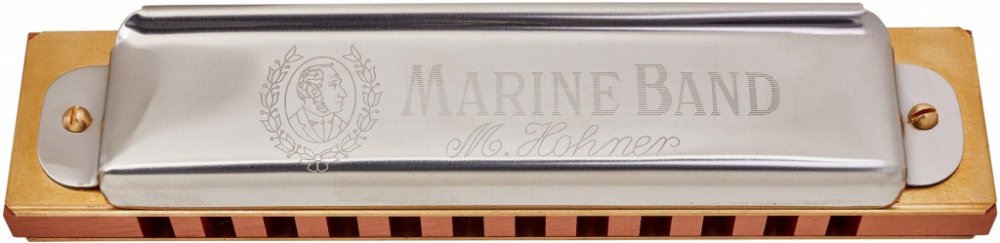 MARINE BAND
M. Hohner